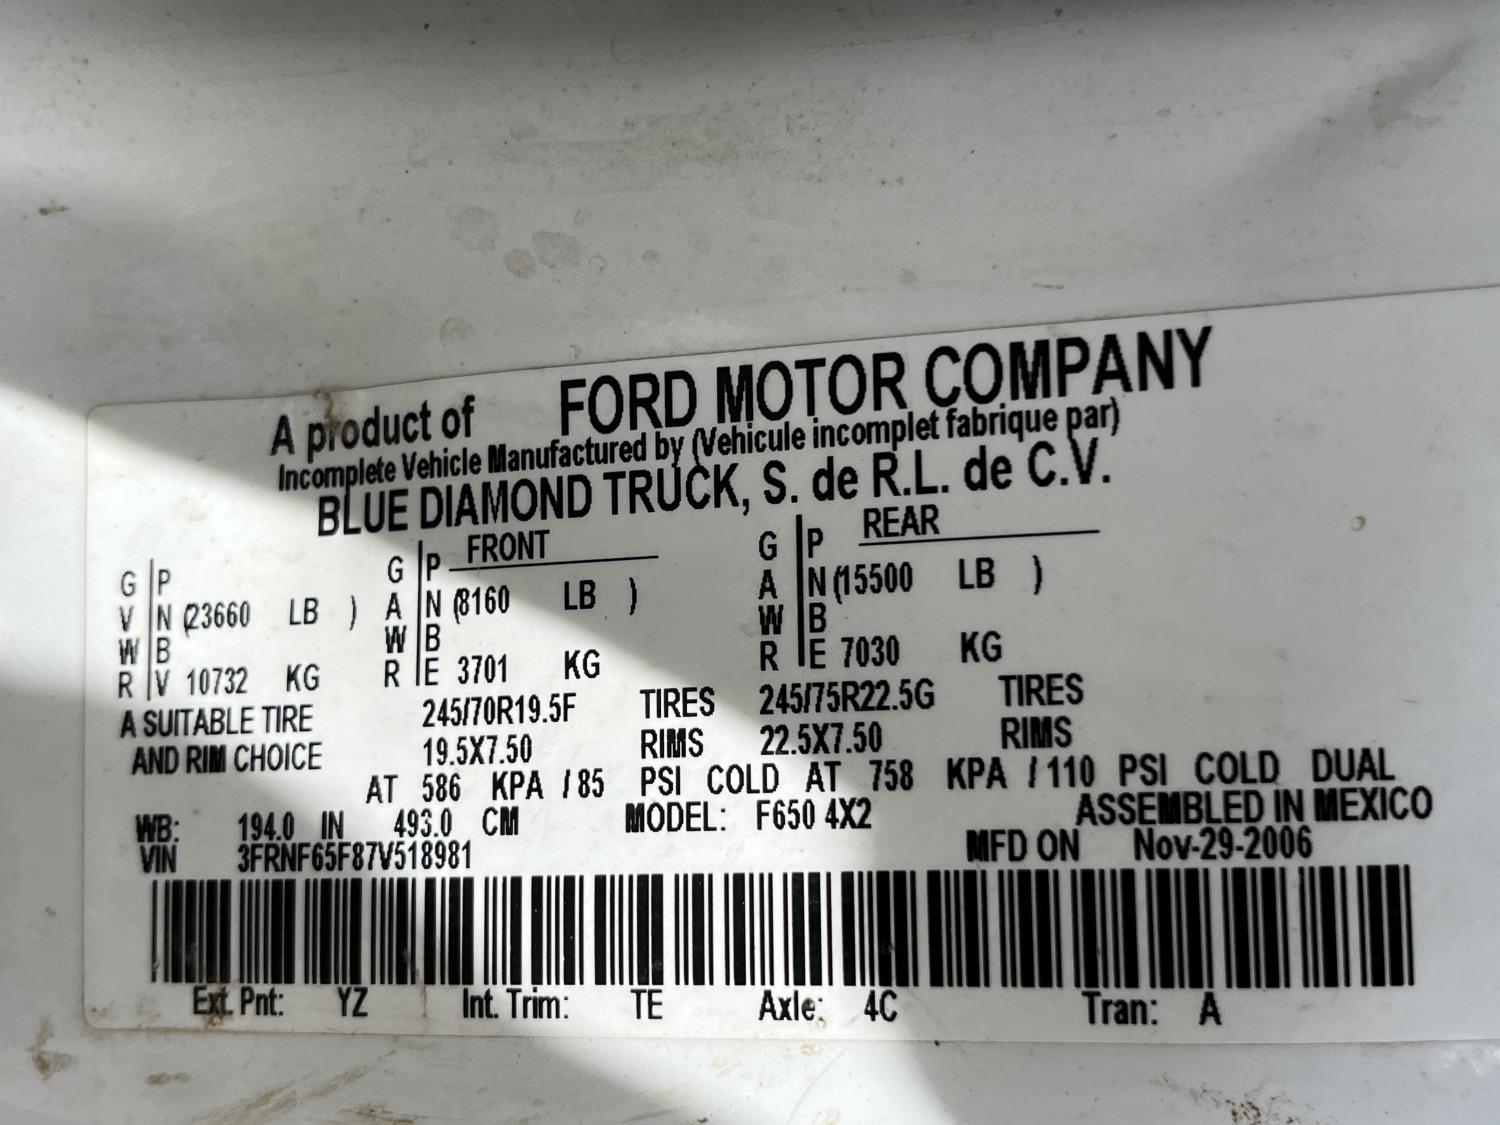 A product of FORD MOTOR COMPANY
Incomplete Vehicle Manufactured by (Vehicule incomplet fabrique par)
BLUE DIAMOND TRUCK, S. de R.L. de C.V.
FRONT REAR
G P G P G P
V N (23660 LB ) A N (8160 LB ) A N (15500 LB )
W B W B W B
R V 10732 KG R E 3701 KG R E 7030 KG
A SUITABLE TIRE 245/70R19.5F TIRES 245/75R22.5G TIRES
AND RIM CHOICE 19.5X7.50 RIMS 22.5X7.50 RIMS
AT 586 KPA / 85 PSI COLD AT 758 KPA / 110 PSI COLD DUAL
WB: 194.0 IN 493.0 CM MODEL: F650 4X2 ASSEMBLED IN MEXICO
VIN 3FRNF65F87V518981 MFD ON Nov-29-2006
Ext. Pnt: YZ Int. Trim: TE Axle: 4C Tran: A